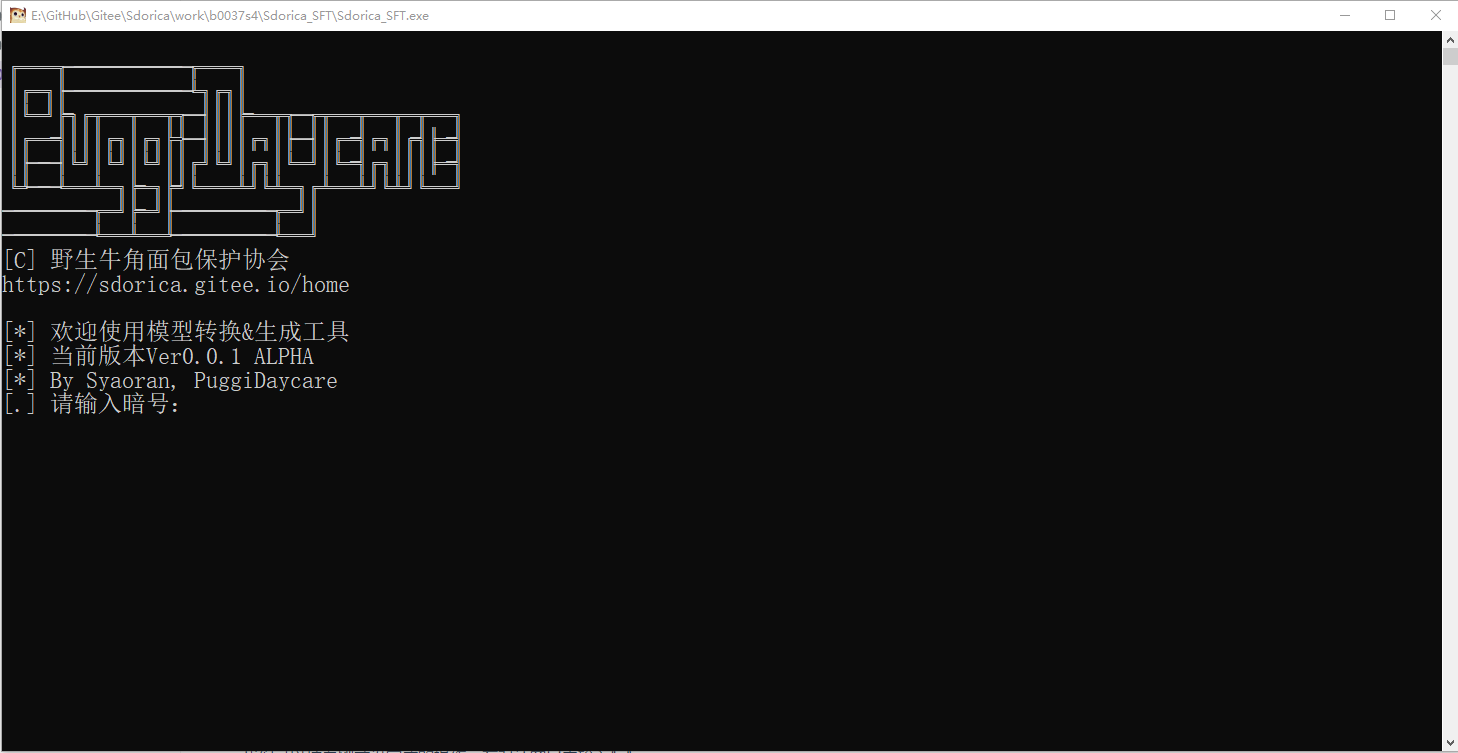 E:\GitHub\Gitee\Sdorica\work\b0037s4\Sdorica_SFT\Sdorica_SFT.exe
PuggiDaycare
[C] 野生牛角面包保护协会
https://sdorica.gitee.io/home
[*] 欢迎使用模型转换&生成工具
[*] 当前版本Ver0.0.1 ALPHA
[*] By Syaoran, PuggiDaycare
[.] 请输入暗号: